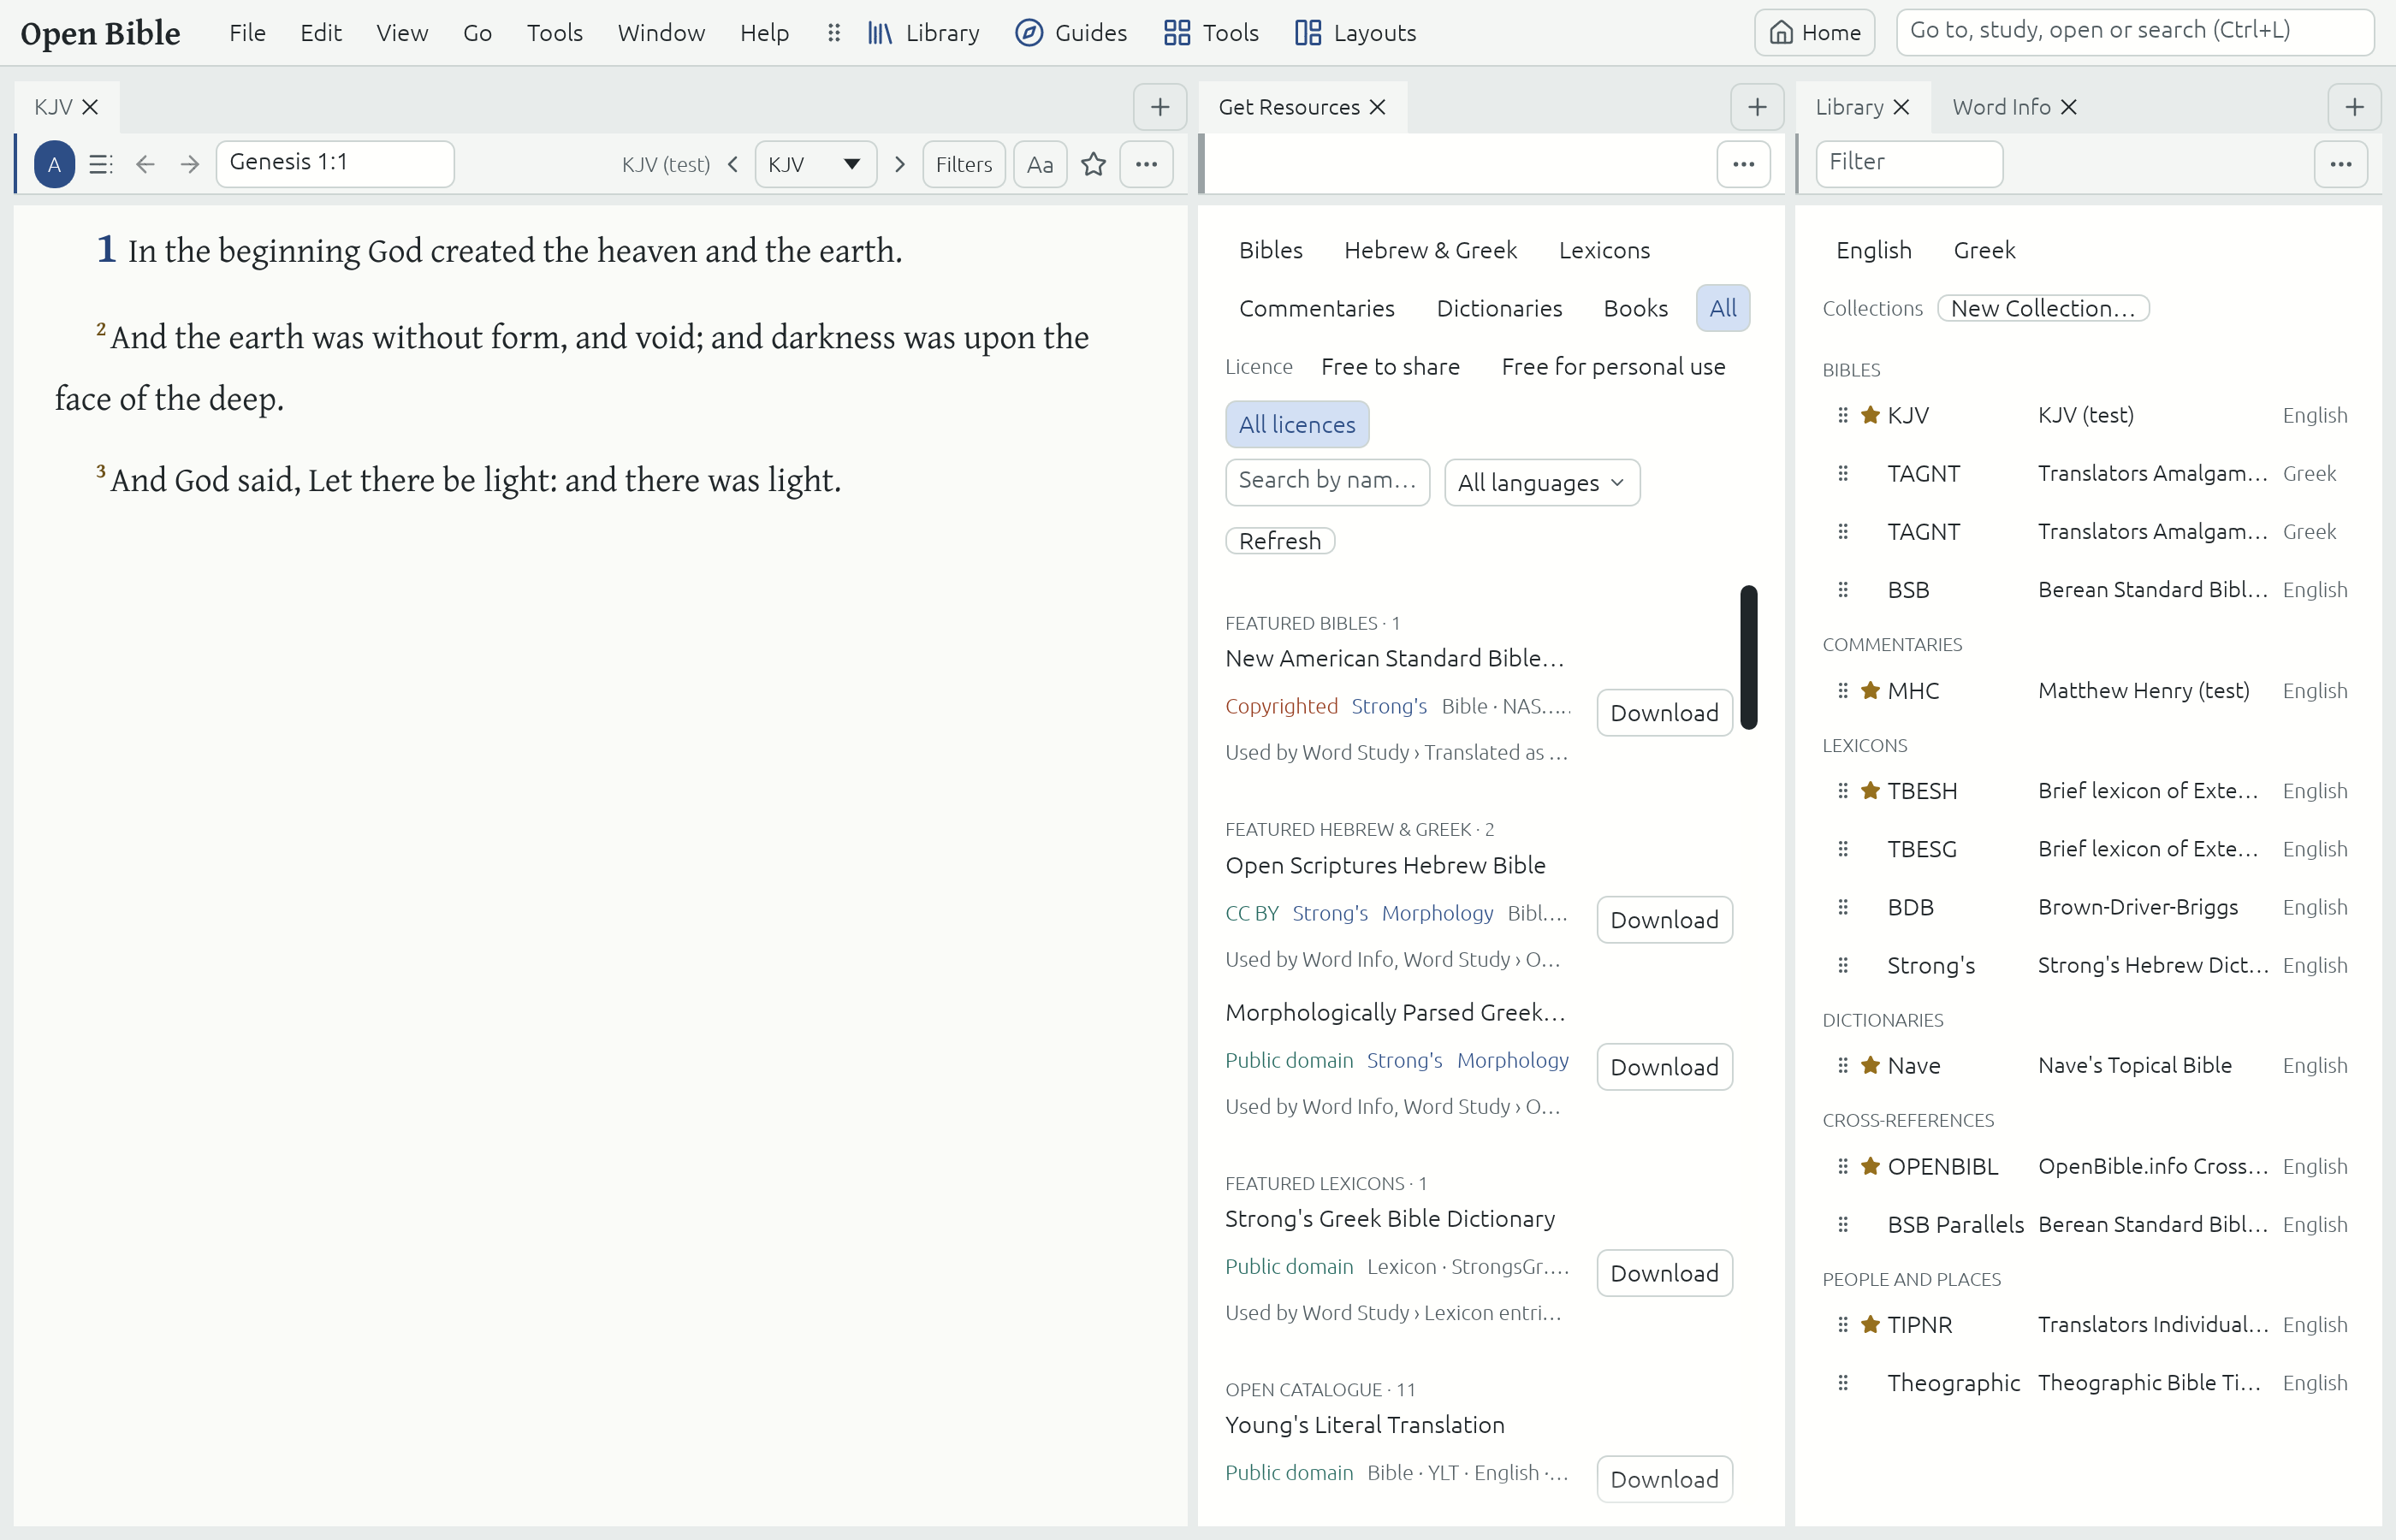 Open Bible File Edit View Go Tools Window Help Library Guides Tools Layouts Home Go to, study, open or search (Ctrl+L)
KJV
A Genesis 1:1 KJV (test) KJV Filters Aa
1 In the beginning God created the heaven and the earth.
2 And the earth was without form, and void; and darkness was upon the
face of the deep.
3 And God said, Let there be light: and there was light.
Get Resources
Bibles Hebrew & Greek Lexicons
Commentaries Dictionaries Books All
Licence Free to share Free for personal use
All licences
Search by nam… All languages
Refresh
FEATURED BIBLES · 1
New American Standard Bible…
Copyrighted Strong's Bible · NAS.… Download
Used by Word Study › Translated as …
FEATURED HEBREW & GREEK · 2
Open Scriptures Hebrew Bible
CC BY Strong's Morphology Bibl.… Download
Used by Word Info, Word Study › O…
Morphologically Parsed Greek…
Public domain Strong's Morphology Download
Used by Word Info, Word Study › O…
FEATURED LEXICONS · 1
Strong's Greek Bible Dictionary
Public domain Lexicon · StrongsGr.… Download
Used by Word Study › Lexicon entri…
OPEN CATALOGUE · 11
Young's Literal Translation
Public domain Bible · YLT · English ·… Download
Library Word Info
Filter
English Greek
Collections New Collection…
BIBLES
KJV KJV (test) English
TAGNT Translators Amalgam… Greek
TAGNT Translators Amalgam… Greek
BSB Berean Standard Bibl… English
COMMENTARIES
MHC Matthew Henry (test) English
LEXICONS
TBESH Brief lexicon of Exte… English
TBESG Brief lexicon of Exte… English
BDB Brown-Driver-Briggs English
Strong's Strong's Hebrew Dict… English
DICTIONARIES
Nave Nave's Topical Bible English
CROSS-REFERENCES
OPENBIBL OpenBible.info Cross… English
BSB Parallels Berean Standard Bibl… English
PEOPLE AND PLACES
TIPNR Translators Individual… English
Theographic Theographic Bible Ti… English